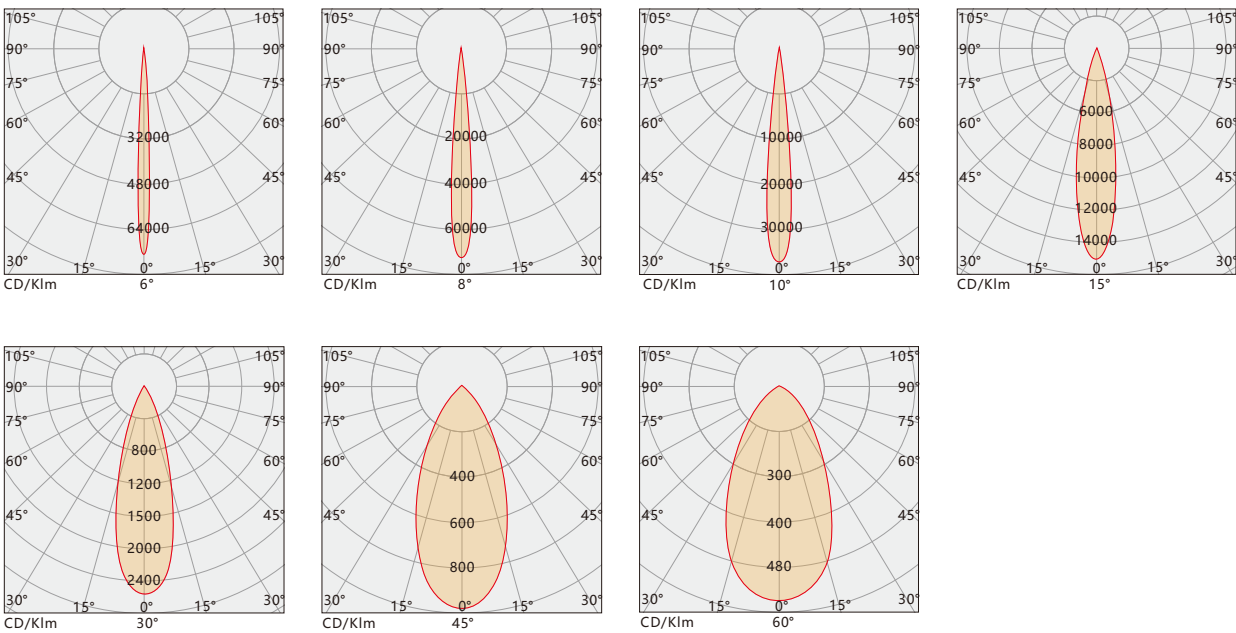 105° 105° 105° 105° 105° 105° 105° 105°
90° 90° 90° 90° 90° 90° 90° 90°
75° 75° 75° 75° 75° 75° 75° 75°
6000
60° 60° 60° 60° 60° 60° 60° 60°
32000 20000 10000 8000
45° 45° 45° 45° 45° 45° 45° 45°
48000 40000 20000 10000
12000
64000 60000 30000 14000
30° 15° 0° 15° 30° 30° 15° 0° 15° 30° 30° 15° 0° 15° 30° 30° 15° 0° 15° 30°
CD/Klm 6° CD/Klm 8° CD/Klm 10° CD/Klm 15°
105° 105° 105° 105° 105° 105°
90° 90° 90° 90° 90° 90°
75° 75° 75° 75° 75° 75°
800
60° 60° 60° 60° 60° 60°
1200 400 300
45° 45° 45° 45° 45° 45°
1500 600 400
2000 800 480
2400
30° 15° 0° 15° 30° 30° 15° 0° 15° 30° 30° 15° 0° 15° 30°
CD/Klm 30° CD/Klm 45° CD/Klm 60°